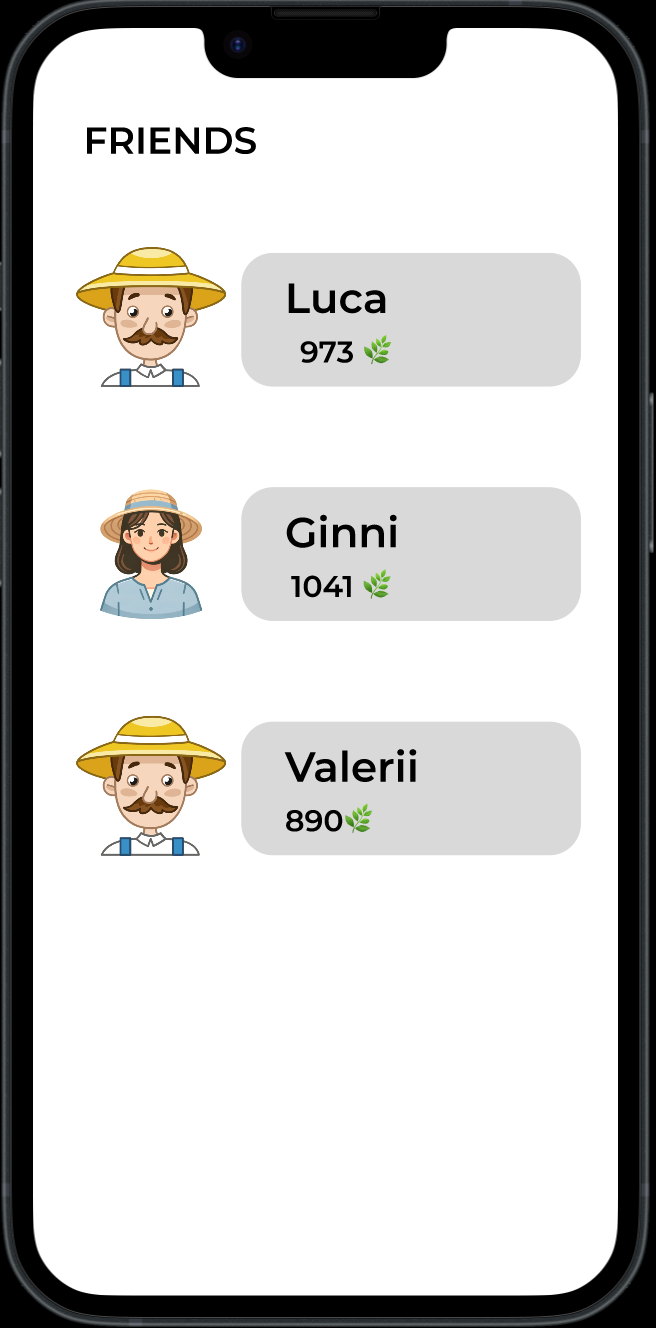 FRIENDS
Luca
973 🌿
Ginni
1041 🌿
Valerii
890🌿